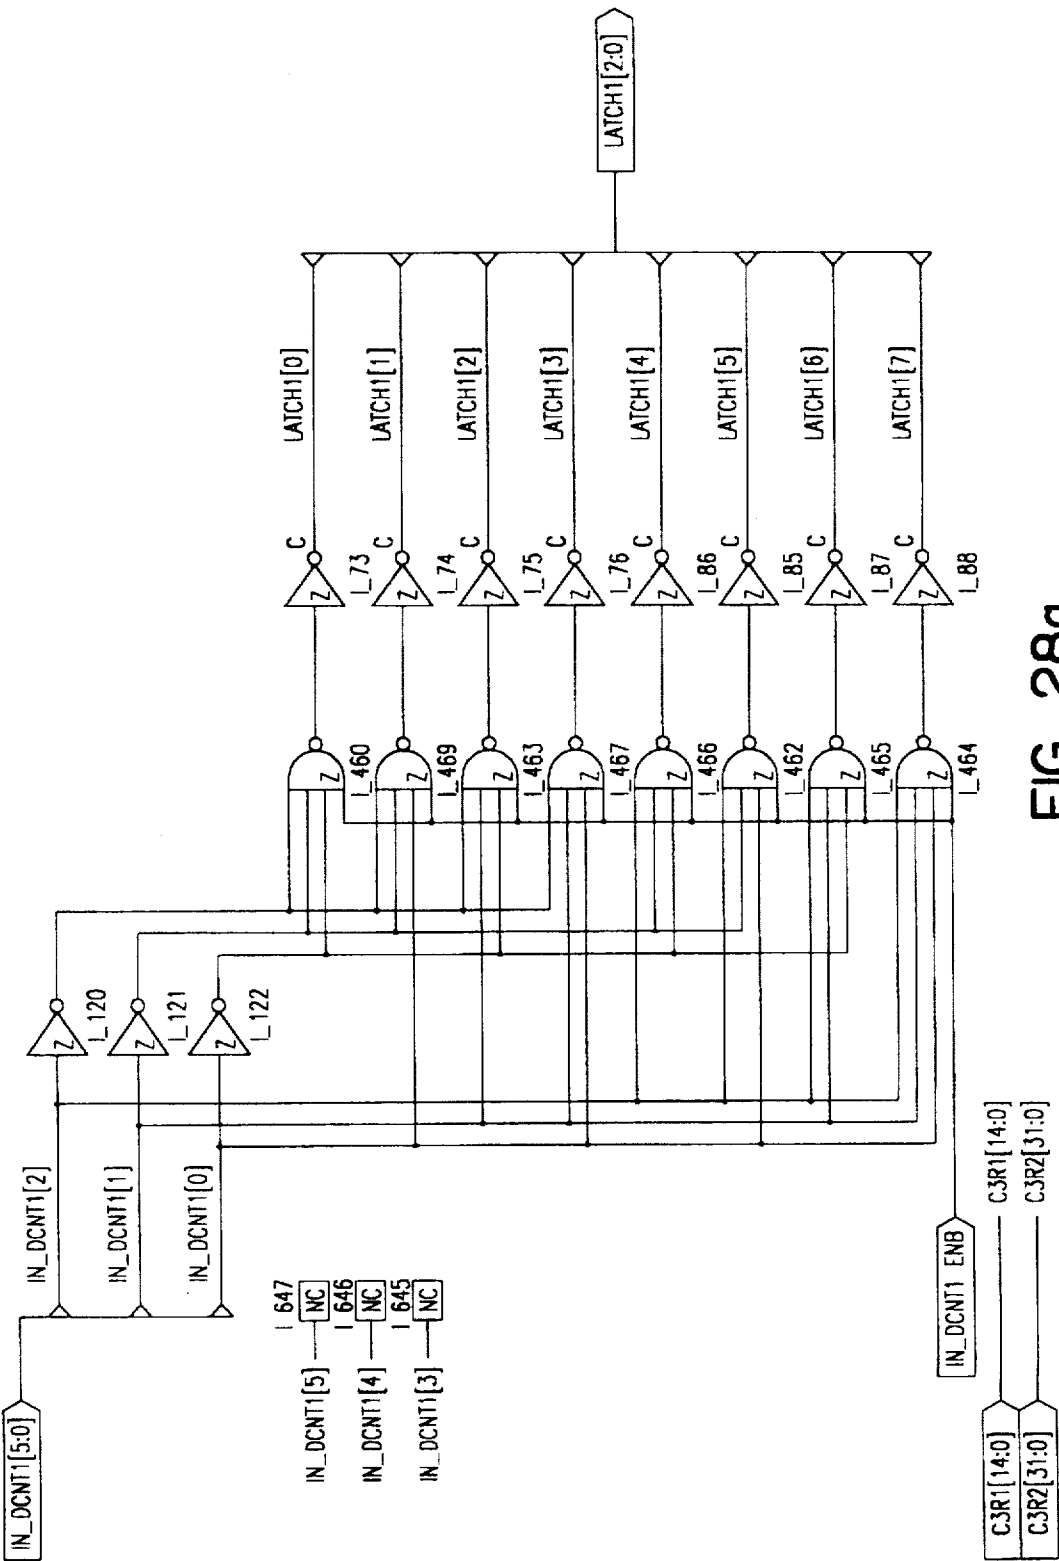 IN_DCNT1[5:0]
IN_DCNT1[2]
IN_DCNT1[1]
IN_DCNT1[0]
Z
I_120
Z
I_121
Z
I_122
I_647
IN_DCNT1[5] NC
I_646
IN_DCNT1[4] NC
I_645
IN_DCNT1[3] NC
Z
I_460
Z
I_469
Z
I_463
Z
I_467
Z
I_466
Z
I_462
Z
I_465
Z
I_464
Z
C
I_73
Z
C
I_74
Z
C
I_75
Z
C
I_76
Z
C
I_86
Z
C
I_85
Z
C
I_87
Z
C
I_88
LATCH1[0]
LATCH1[1]
LATCH1[2]
LATCH1[3]
LATCH1[4]
LATCH1[5]
LATCH1[6]
LATCH1[7]
LATCH1[2:0]
IN_DCNT1 ENB
C3R1[14:0] C3R1[14:0]
C3R2[31:0] C3R2[31:0]
FIG. 28a